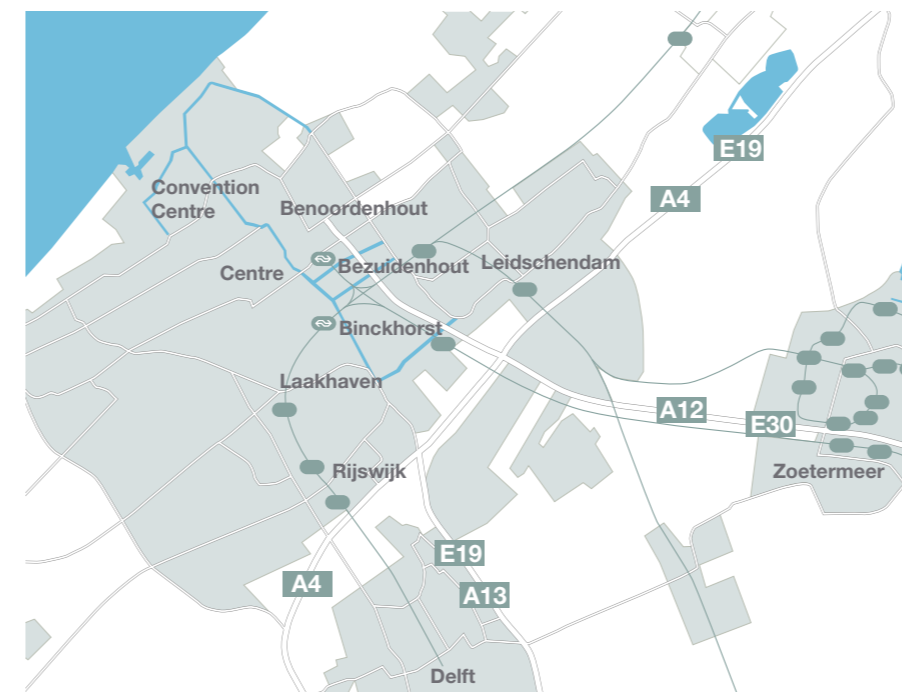 E19
Convention
Centre
A4
Benoordenhout
Centre
Bezuidenhout
Leidschendam
Binckhorst
Laakhaven
A12
E30
Rijswijk
Zoetermeer
E19
A4
A13
Delft